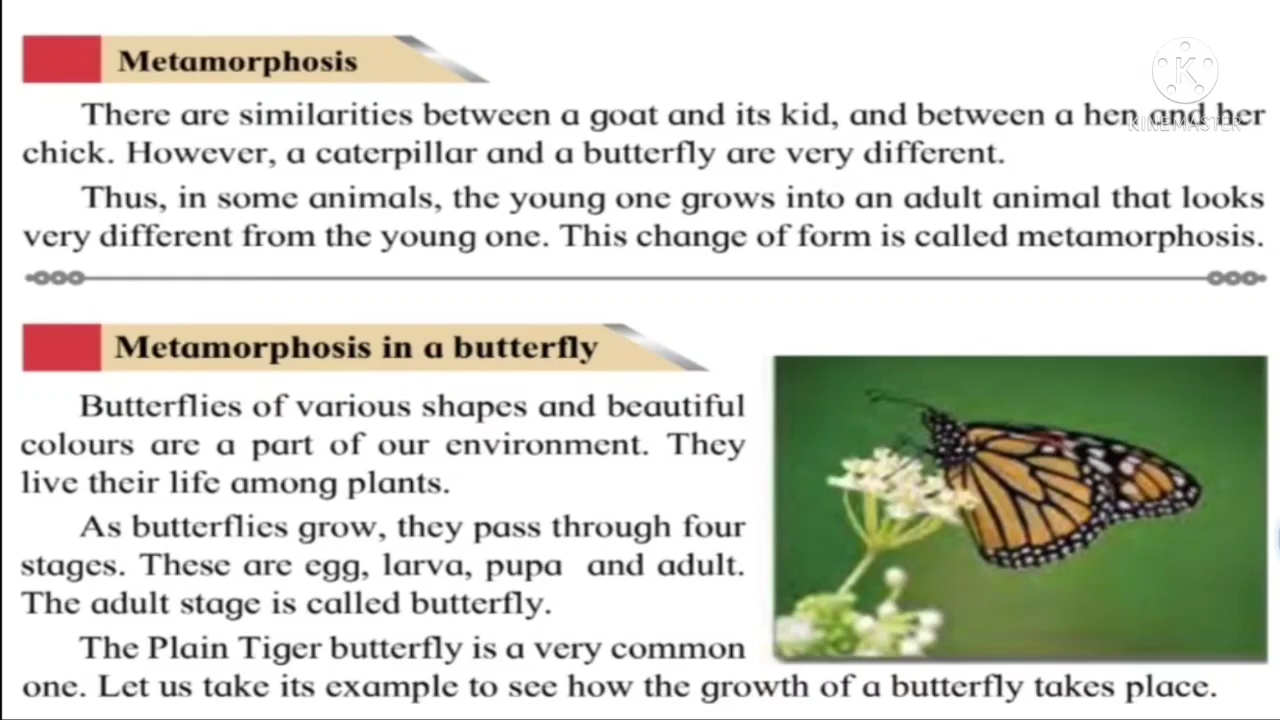 Metamorphosis
There are similarities between a goat and its kid, and between a hen and her
chick. However, a caterpillar and a butterfly are very different.
Thus, in some animals, the young one grows into an adult animal that looks
very different from the young one. This change of form is called metamorphosis.
Metamorphosis in a butterfly
Butterflies of various shapes and beautiful
colours are a part of our environment. They
live their life among plants.
As butterflies grow, they pass through four
stages. These are egg, larva, pupa and adult.
The adult stage is called butterfly.
The Plain Tiger butterfly is a very common
one. Let us take its example to see how the growth of a butterfly takes place.
K
KINEMASTER